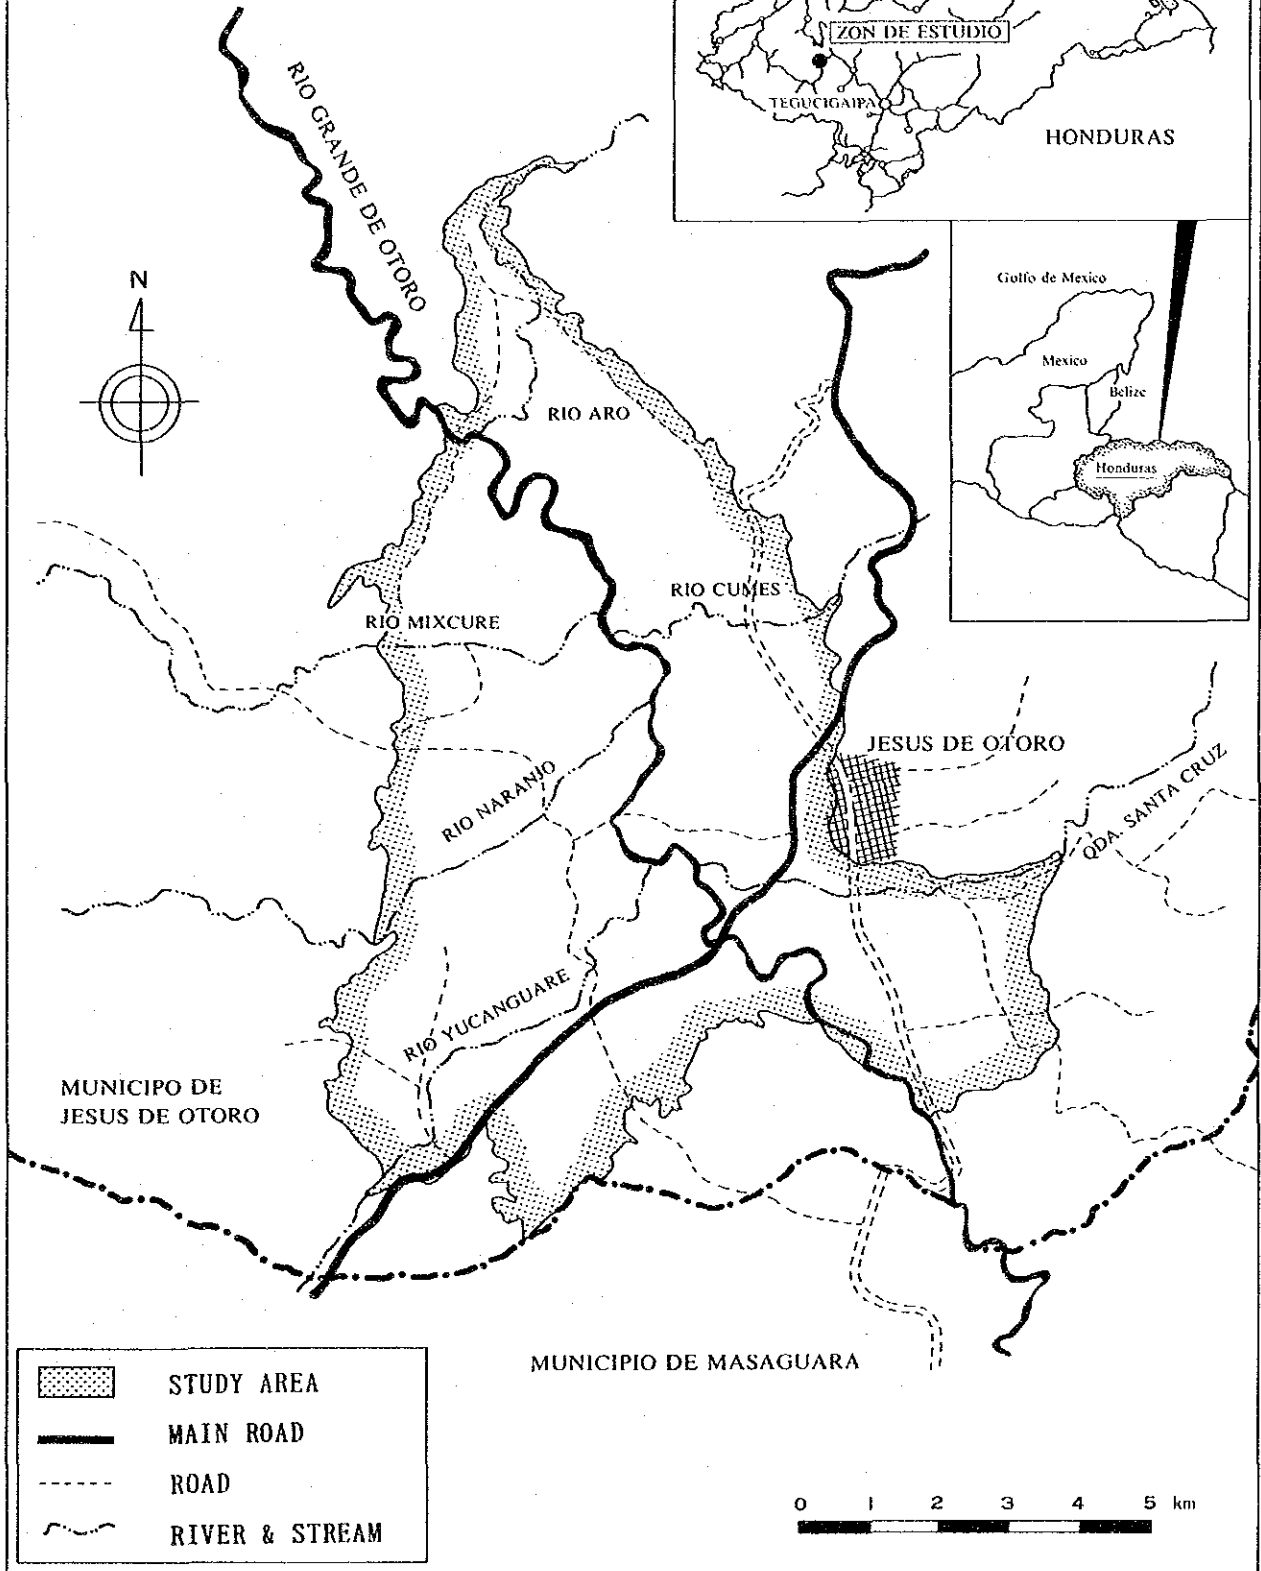 ZON DE ESTUDIO
TEGUCIGAIPA
HONDURAS
RIO GRANDE DE OTORO
N
Golfo de Mexico
Mexico
Belize
Honduras
RIO ARO
RIO CUMES
RIO MIXCURE
JESUS DE OTORO
RIO NARANJO
QDA. SANTA CRUZ
RIO YUCANGUARE
MUNICIPO DE
JESUS DE OTORO
MUNICIPIO DE MASAGUARA
STUDY AREA
MAIN ROAD
ROAD
RIVER & STREAM
0 1 2 3 4 5 km